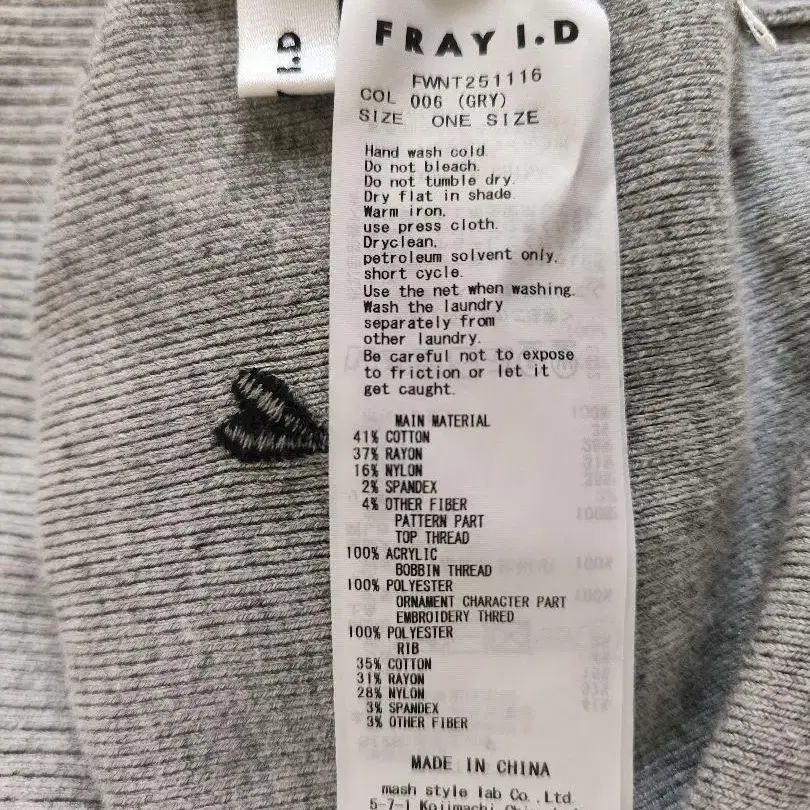 I.D
FRAY I.D
FWNT251116
COL 006 (GRY)
SIZE ONE SIZE
Hand wash cold.
Do not bleach.
Do not tumble dry.
Dry flat in shade.
Warm iron,
use press cloth.
Dryclean,
petroleum solvent only,
short cycle.
Use the net when washing.
Wash the laundry
separately from
other laundry.
Be careful not to expose
to friction or let it
get caught.
MAIN MATERIAL
41% COTTON
37% RAYON
16% NYLON
2% SPANDEX
4% OTHER FIBER
PATTERN PART
TOP THREAD
100% ACRYLIC
BOBBIN THREAD
100% POLYESTER
ORNAMENT CHARACTER PART
EMBROIDERY THRED
100% POLYESTER
RIB
35% COTTON
31% RAYON
28% NYLON
3% SPANDEX
3% OTHER FIBER
MADE IN CHINA
mash style lab Co.,Ltd.
5-7-1 Kojimachi